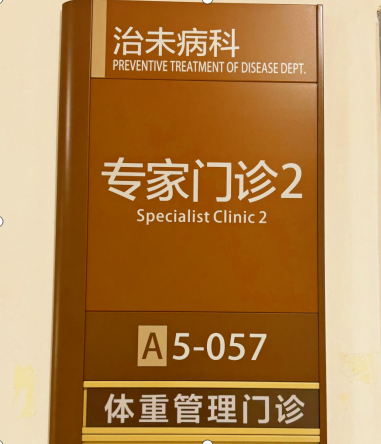 治未病科
PREVENTIVE TREATMENT OF DISEASE DEPT.
专家门诊2
Specialist Clinic 2
A 5-057
体重管理门诊